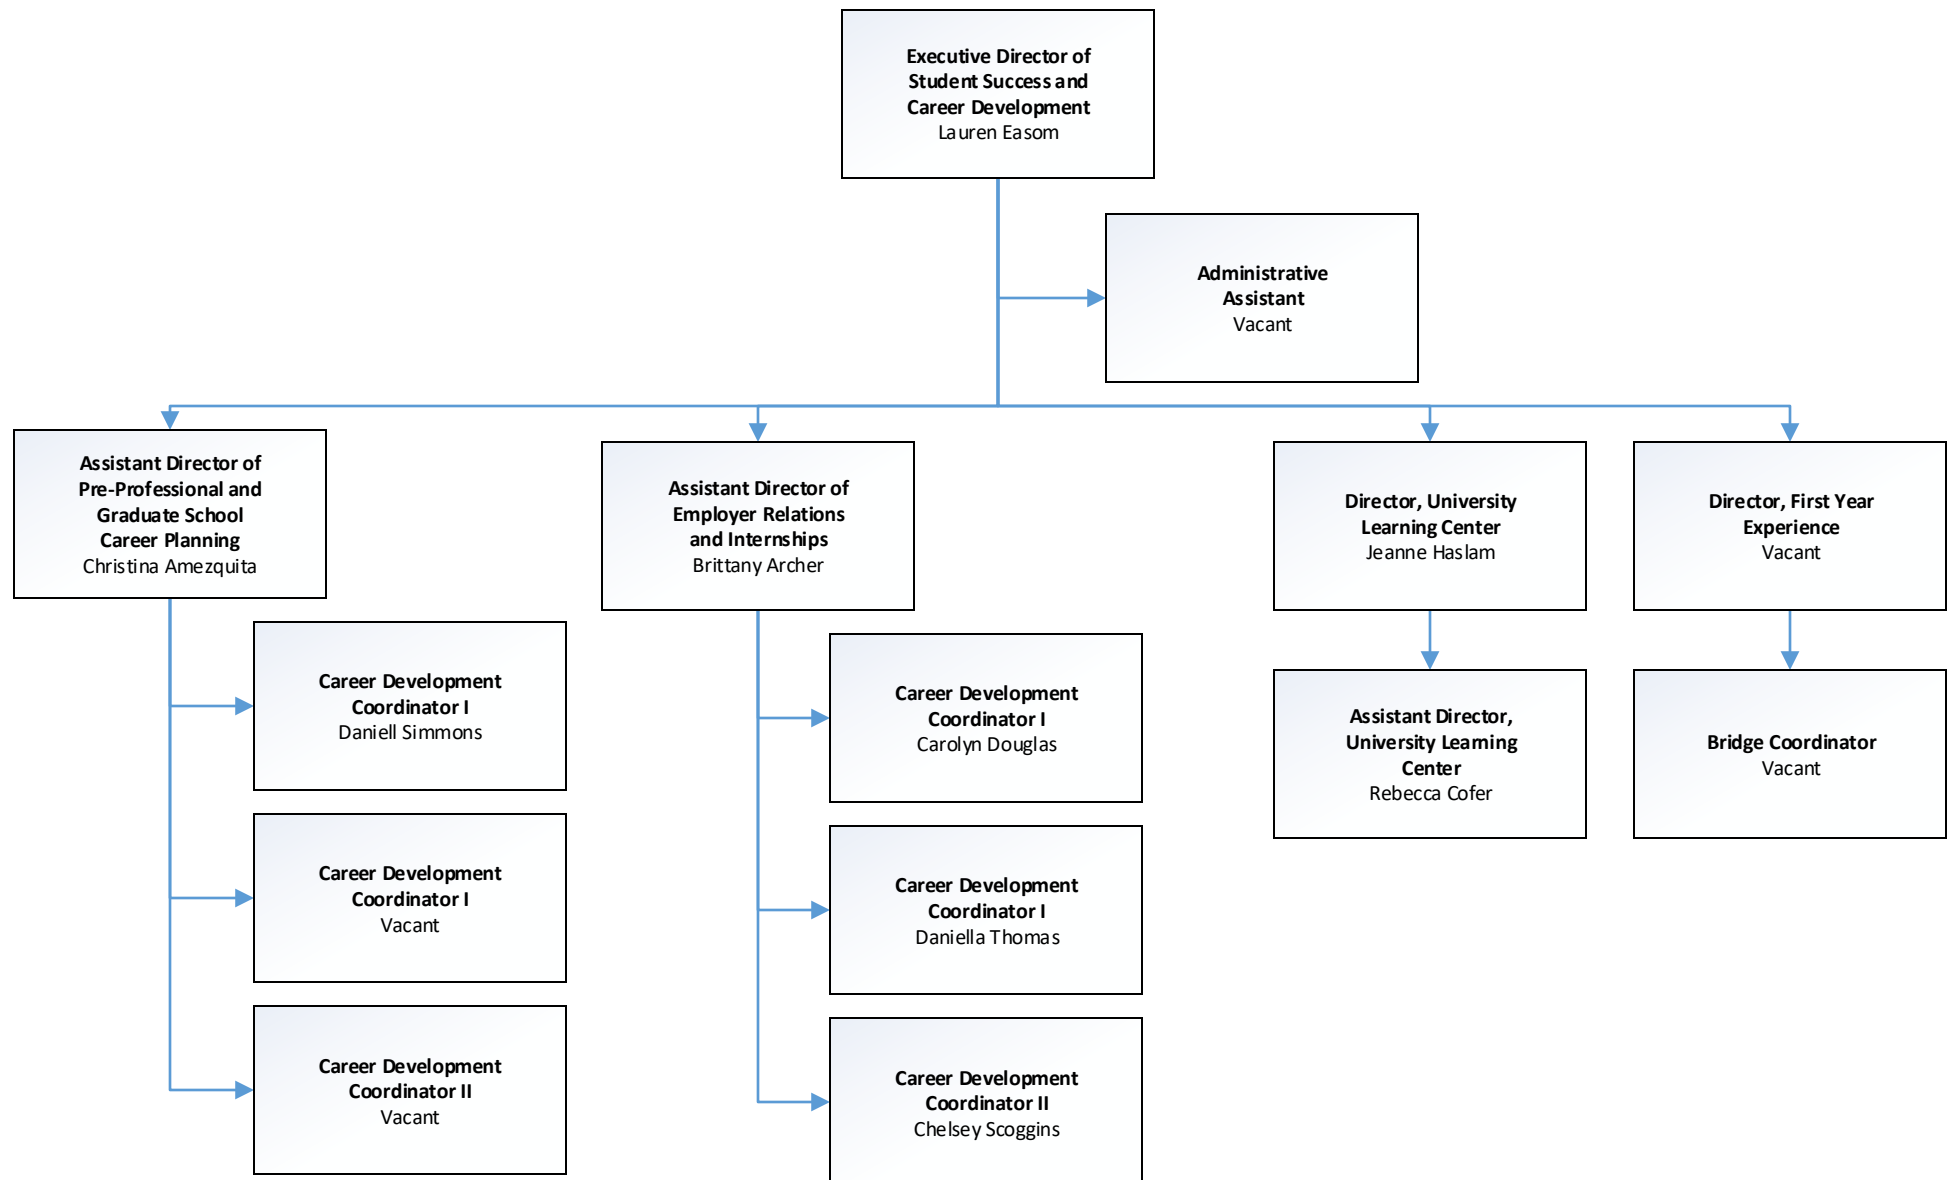 Executive Director of
Student Success and
Career Development
Lauren Easom
Administrative
Assistant
Vacant
Assistant Director of
Pre-Professional and
Graduate School
Career Planning
Christina Amezquita
Assistant Director of
Employer Relations
and Internships
Brittany Archer
Director, University
Learning Center
Jeanne Haslam
Director, First Year
Experience
Vacant
Career Development
Coordinator I
Daniell Simmons
Career Development
Coordinator I
Vacant
Career Development
Coordinator II
Vacant
Career Development
Coordinator I
Carolyn Douglas
Career Development
Coordinator I
Daniella Thomas
Career Development
Coordinator II
Chelsey Scoggins
Assistant Director,
University Learning
Center
Rebecca Cofer
Bridge Coordinator
Vacant